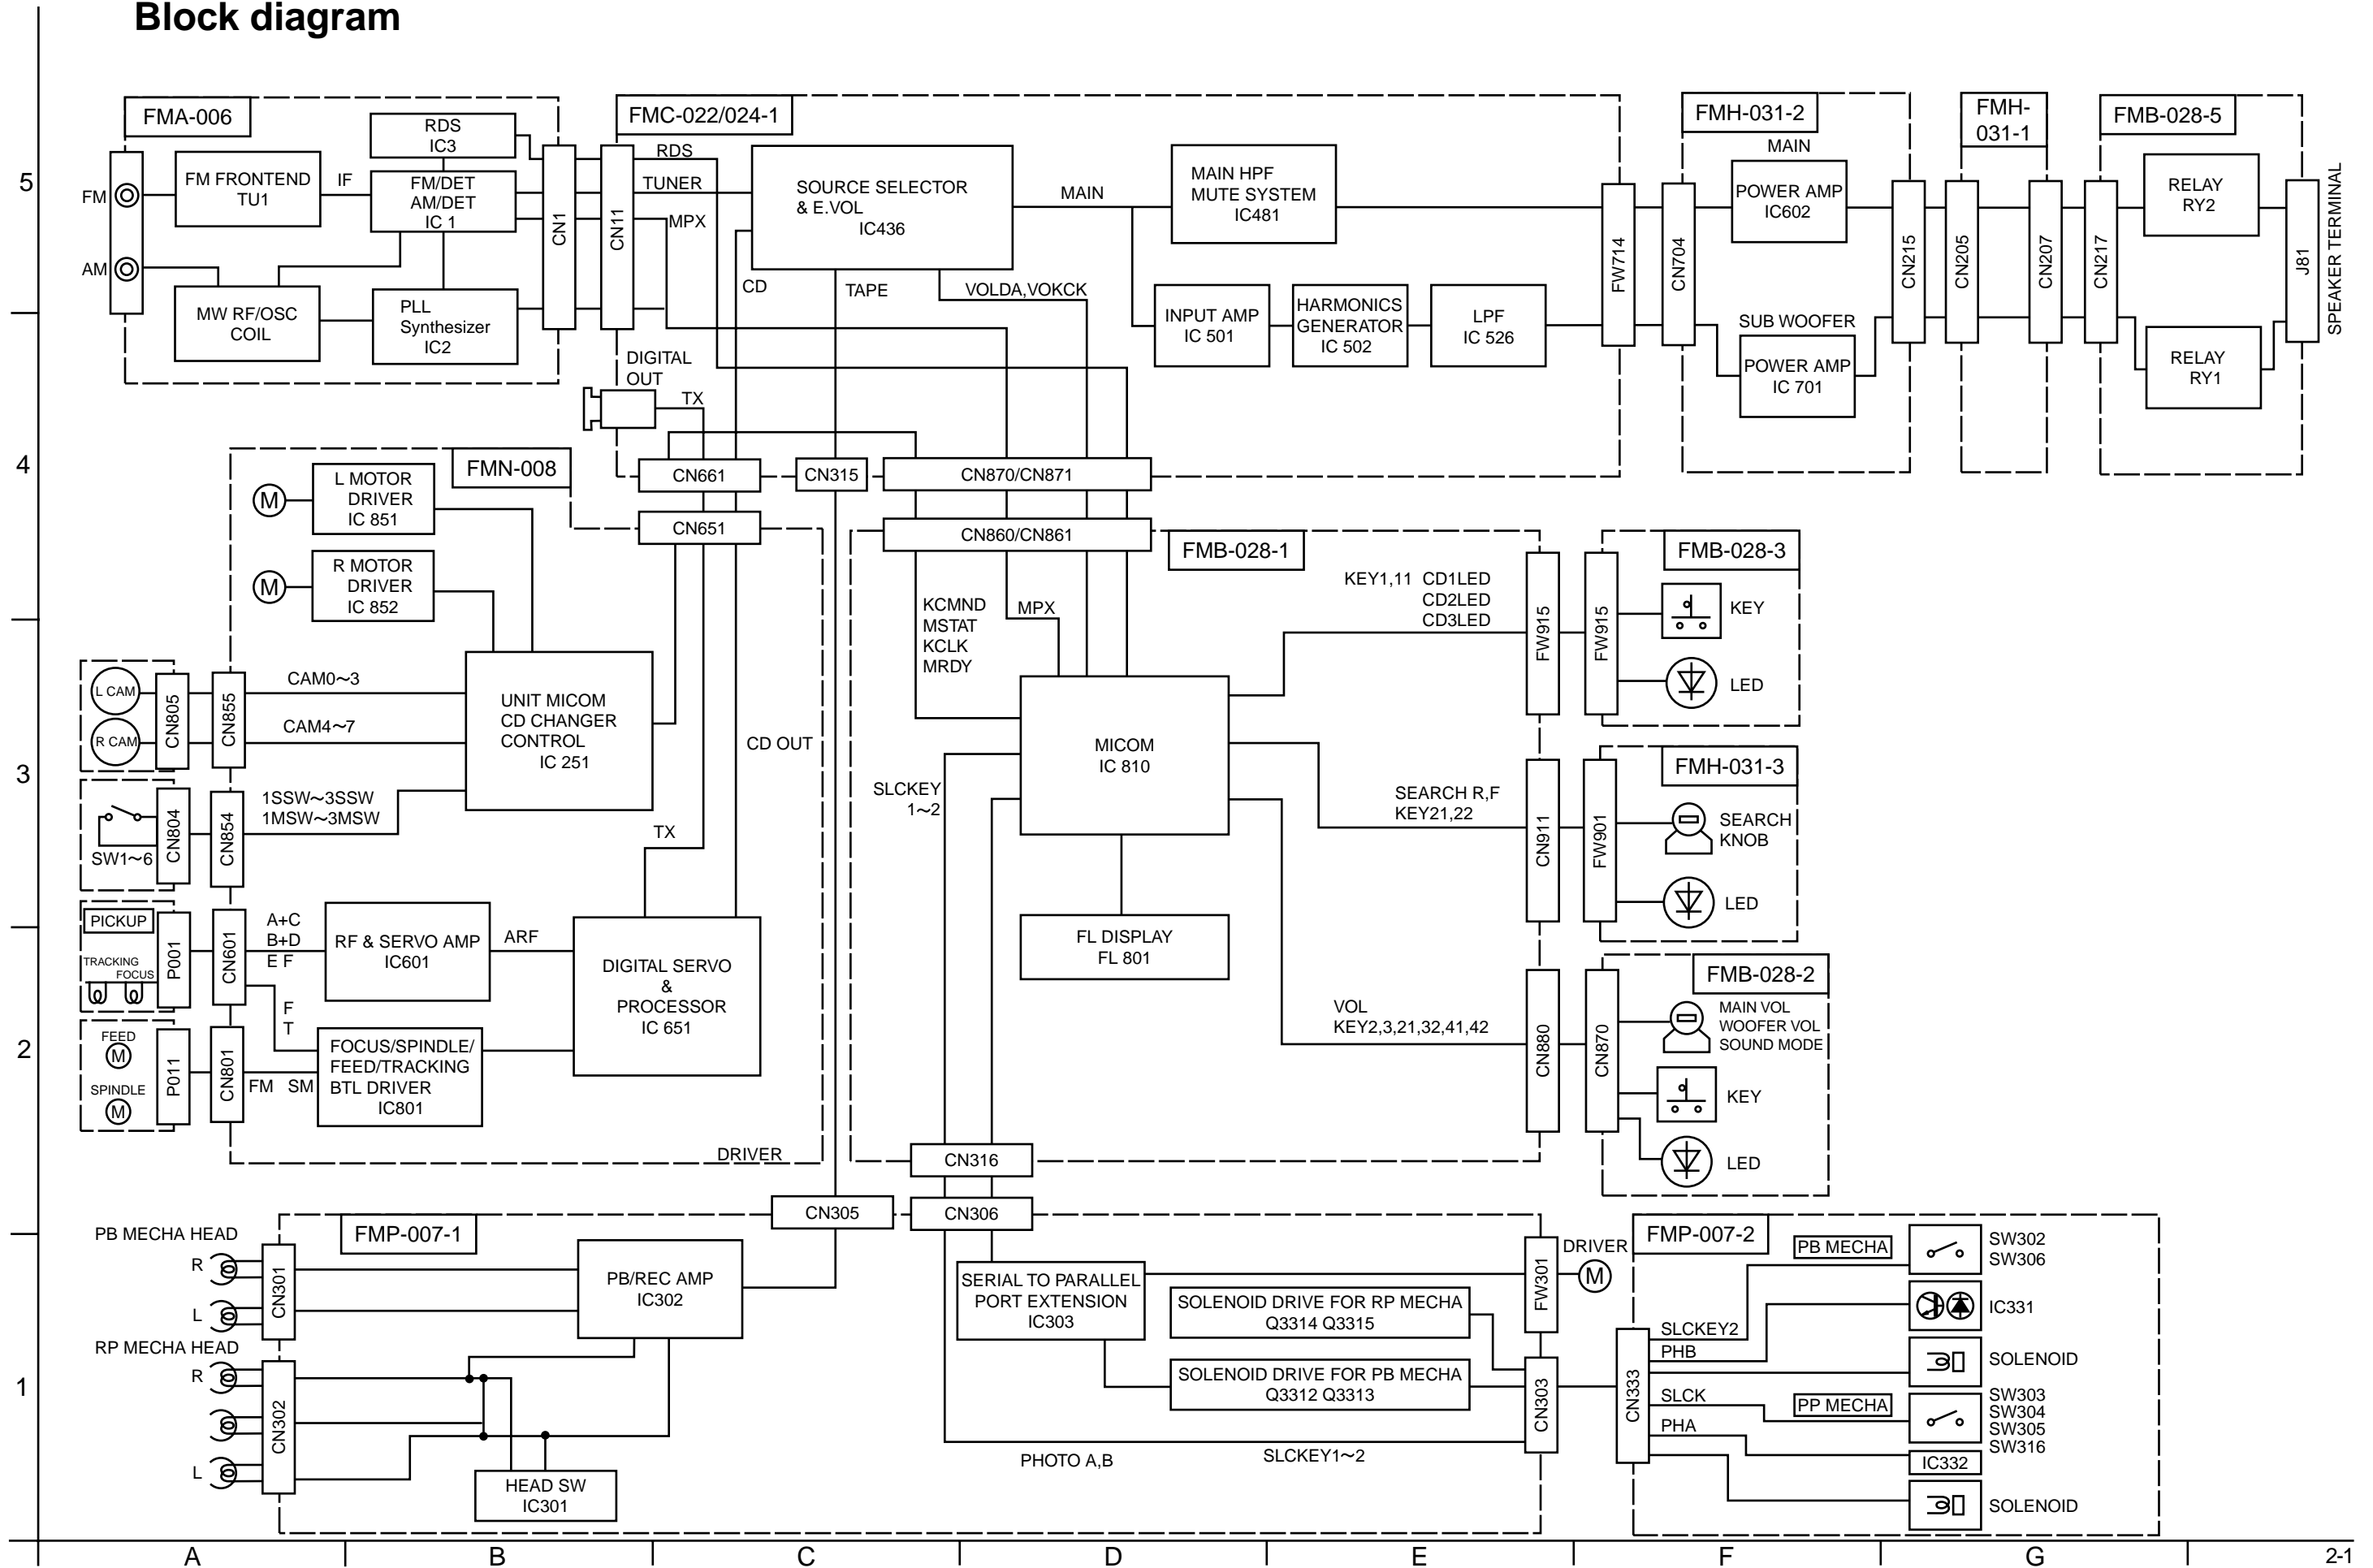 Block diagram
5
4
3
2
1
FMA-006
FM
AM
FM FRONTEND
TU1
IF
RDS
IC3
FM/DET
AM/DET
IC 1
MW RF/OSC
COIL
PLL
Synthesizer
IC2
CN1
FMC-022/024-1
CN11
RDS
TUNER
MPX
SOURCE SELECTOR
& E.VOL
IC436
CD
TAPE
VOLDA,VOKCK
MAIN
MAIN HPF
MUTE SYSTEM
IC481
INPUT AMP
IC 501
HARMONICS
GENERATOR
IC 502
LPF
IC 526
FW714
DIGITAL
OUT
TX
CN661
CN315
CN870/CN871
FMH-031-2
MAIN
POWER AMP
IC602
SUB WOOFER
POWER AMP
IC 701
CN704
CN215
FMH-
031-1
CN205
CN207
FMB-028-5
CN217
RELAY
RY2
RELAY
RY1
J81
SPEAKER TERMINAL
FMN-008
M
L MOTOR
DRIVER
IC 851
M
R MOTOR
DRIVER
IC 852
CN651
L CAM
R CAM
CN805
CN855
CAM0~3
CAM4~7
UNIT MICOM
CD CHANGER
CONTROL
IC 251
CD OUT
SW1~6
CN804
CN854
1SSW~3SSW
1MSW~3MSW
TX
PICKUP
TRACKING
FOCUS
P001
CN601
A+C
B+D
E F
RF & SERVO AMP
IC601
ARF
DIGITAL SERVO
&
PROCESSOR
IC 651
F
T
FEED
M
SPINDLE
M
P011
CN801
FM SM
FOCUS/SPINDLE/
FEED/TRACKING
BTL DRIVER
IC801
DRIVER
CN860/CN861
FMB-028-1
KCMND
MSTAT
KCLK
MRDY
MPX
KEY1,11 CD1LED
CD2LED
CD3LED
FW915
MICOM
IC 810
SLCKEY
1~2
SEARCH R,F
KEY21,22
CN911
FL DISPLAY
FL 801
VOL
KEY2,3,21,32,41,42
CN880
CN316
FMB-028-3
FW915
KEY
LED
FMH-031-3
FW901
SEARCH
KNOB
LED
FMB-028-2
CN870
MAIN VOL
WOOFER VOL
SOUND MODE
KEY
LED
CN305
CN306
FMP-007-1
PB MECHA HEAD
R
L
CN301
RP MECHA HEAD
R
L
CN302
PB/REC AMP
IC302
HEAD SW
IC301
SERIAL TO PARALLEL
PORT EXTENSION
IC303
SOLENOID DRIVE FOR RP MECHA
Q3314 Q3315
SOLENOID DRIVE FOR PB MECHA
Q3312 Q3313
PHOTO A,B
SLCKEY1~2
FW301
CN303
DRIVER
M
FMP-007-2
CN333
SLCKEY2
PHB
SLCK
PHA
PB MECHA
SW302
SW306
IC331
SOLENOID
PP MECHA
SW303
SW304
SW305
SW316
IC332
SOLENOID
A
B
C
D
E
F
G
2-1